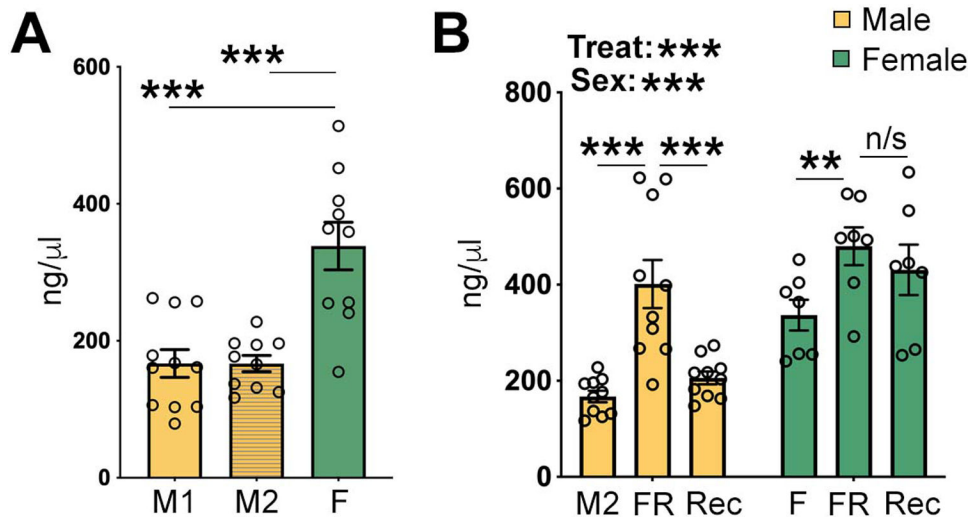 A
ng/μl
600
400
200
0
***
***
M1
M2
F
B
Male
Female
Treat:***
Sex:***
ng/μl
800
600
400
200
0
***
***
**
n/s
M2
FR
Rec
F
FR
Rec